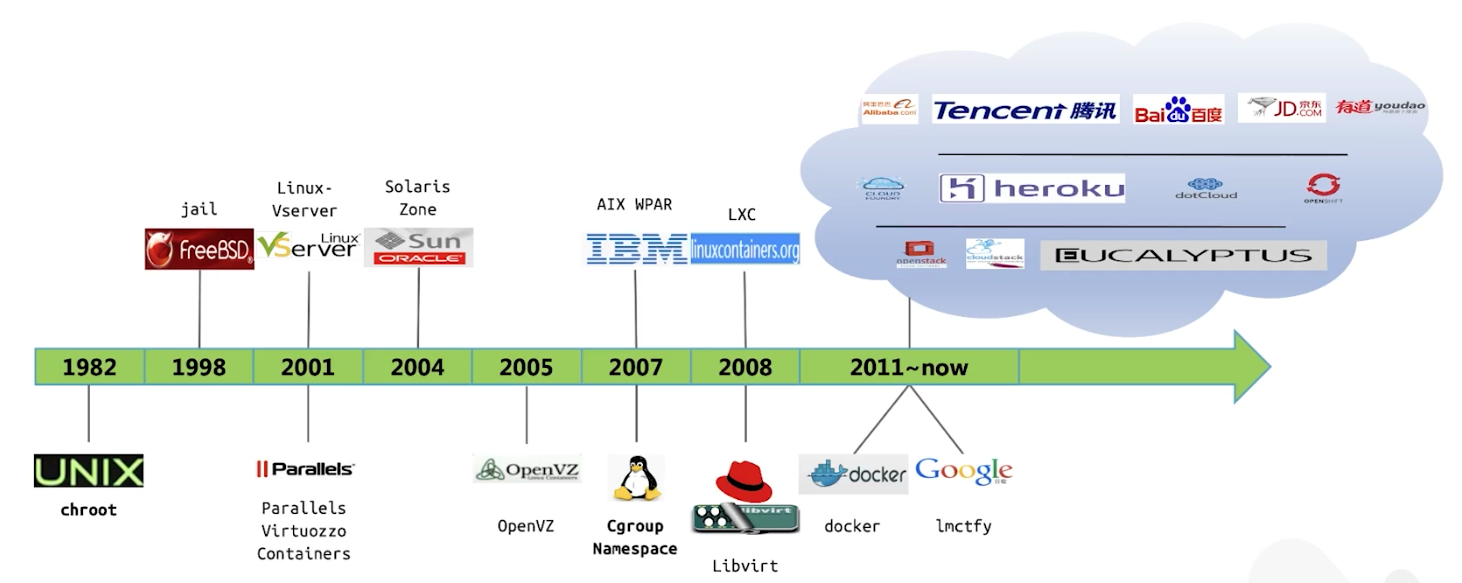 阿里巴巴
Alibaba.com
Tencent 腾讯
Bai du 百度
JD.COM 京东
有道 youdao
CLOUD
FOUNDRY
heroku
dotCloud
OPENSHIFT
openstack
cloudstack
EUCALYPTUS
jail
FreeBSD
Linux-
Vserver
VServer Linux
Solaris
Zone
Sun
ORACLE
AIX WPAR
IBM
LXC
linuxcontainers.org
1982
1998
2001
2004
2005
2007
2008
2011~now
UNIX
chroot
Parallels
Parallels
Virtuozzo
Containers
OpenVZ
Linux Containers
OpenVZ
Cgroup
Namespace
libvirt
Libvirt
docker
docker
Google
lmctfy